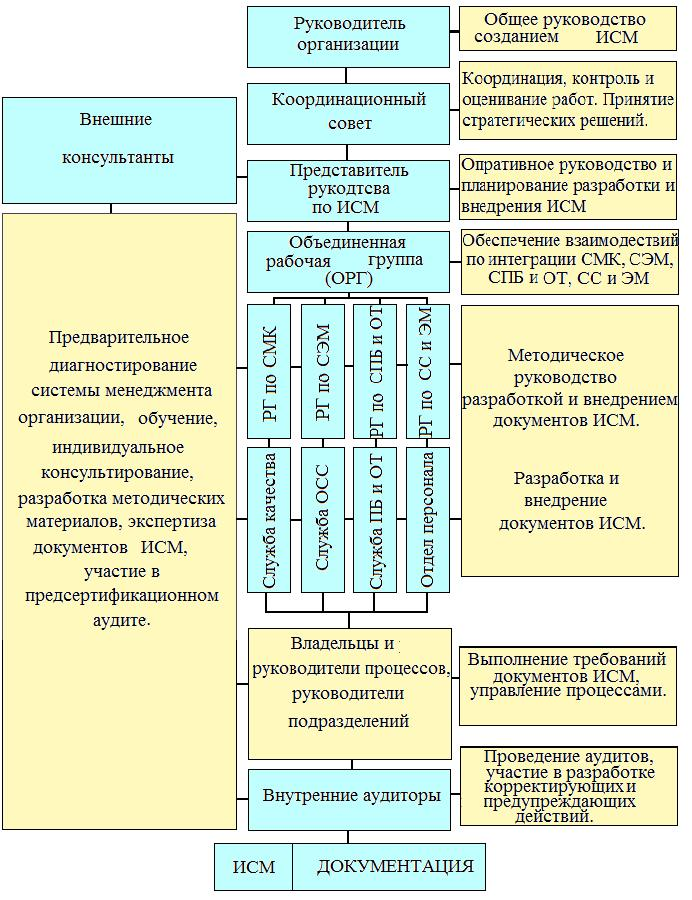 Руководитель
организации
Общее руководство
созданием ИСМ
Координационный
совет
Координация, контроль и
оценивание работ. Принятие
стратегических решений.
Внешние
консультанты
Представитель
рукодтсва
по ИСМ
Опративное руководство и
планирование разработки и
внедрения ИСМ
Объединенная
рабочая группа
(ОРГ)
Обеспечение взаимодествий
по интеграции СМК, СЭМ,
СПБ и ОТ, СС и ЭМ
Предварительное
диагностирование
системы менеджмента
организации, обучение,
индивидуальное
консультирование,
разработка методических
материалов, экспертиза
документов ИСМ,
участие в
предсертификационном
аудите.
РГ по СМК
РГ по СЭМ
РГ по СПБ и ОТ
РГ по СС и ЭМ
Методическое
руководство
разработкой и внедрением
документов ИСМ.
Служба качества
Служба ОСС
Служба ПБ и ОТ
Отдел персонала
Разработка и
внедрение
документов ИСМ.
Владельцы и
руководители процессов,
руководители
подразделений
Выполнение требований
документов ИСМ,
управление процессами.
Внутренние аудиторы
Проведение аудитов,
участие в разработке
корректирующих и
предупреждающих
действий.
ИСМ
ДОКУМЕНТАЦИЯ